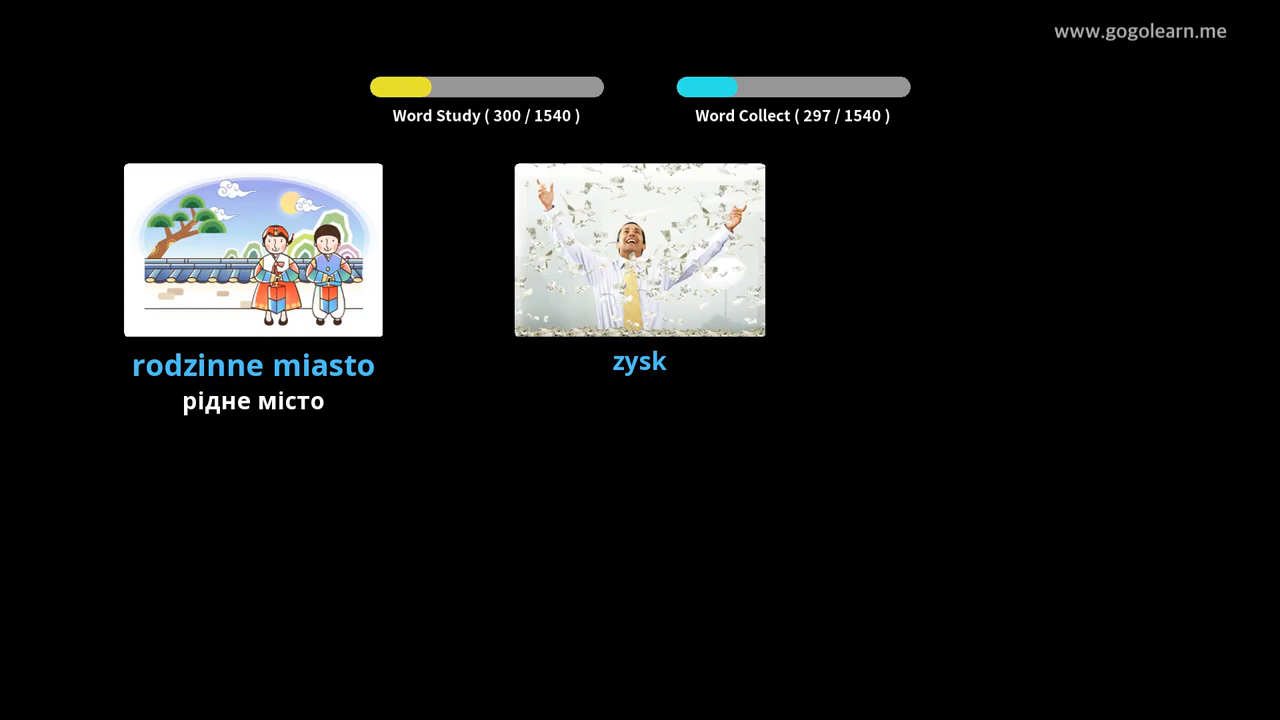 www.gogolearn.me
Word Study ( 300 / 1540 )
Word Collect ( 297 / 1540 )
rodzinne miasto
рідне місто
zysk